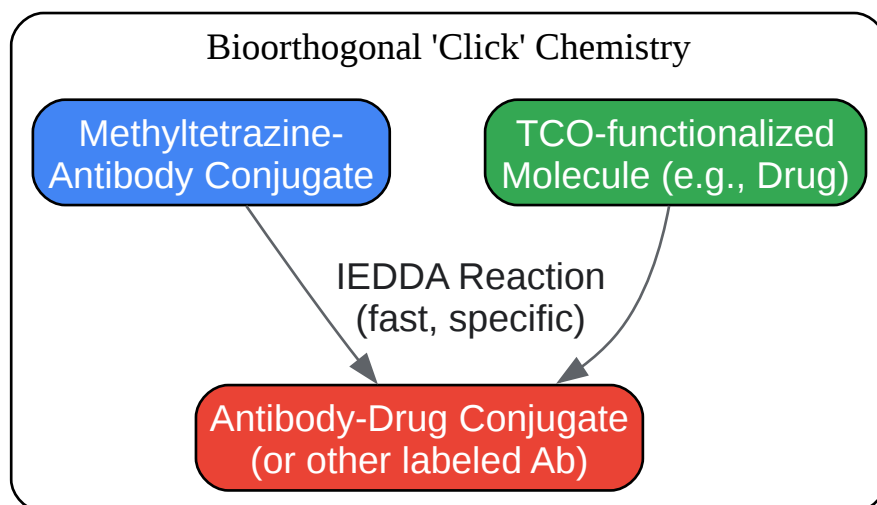 Bioorthogonal 'Click' Chemistry
Methyltetrazine-
Antibody Conjugate
TCO-functionalized
Molecule (e.g., Drug)
IEDDA Reaction
(fast, specific)
Antibody-Drug Conjugate
(or other labeled Ab)